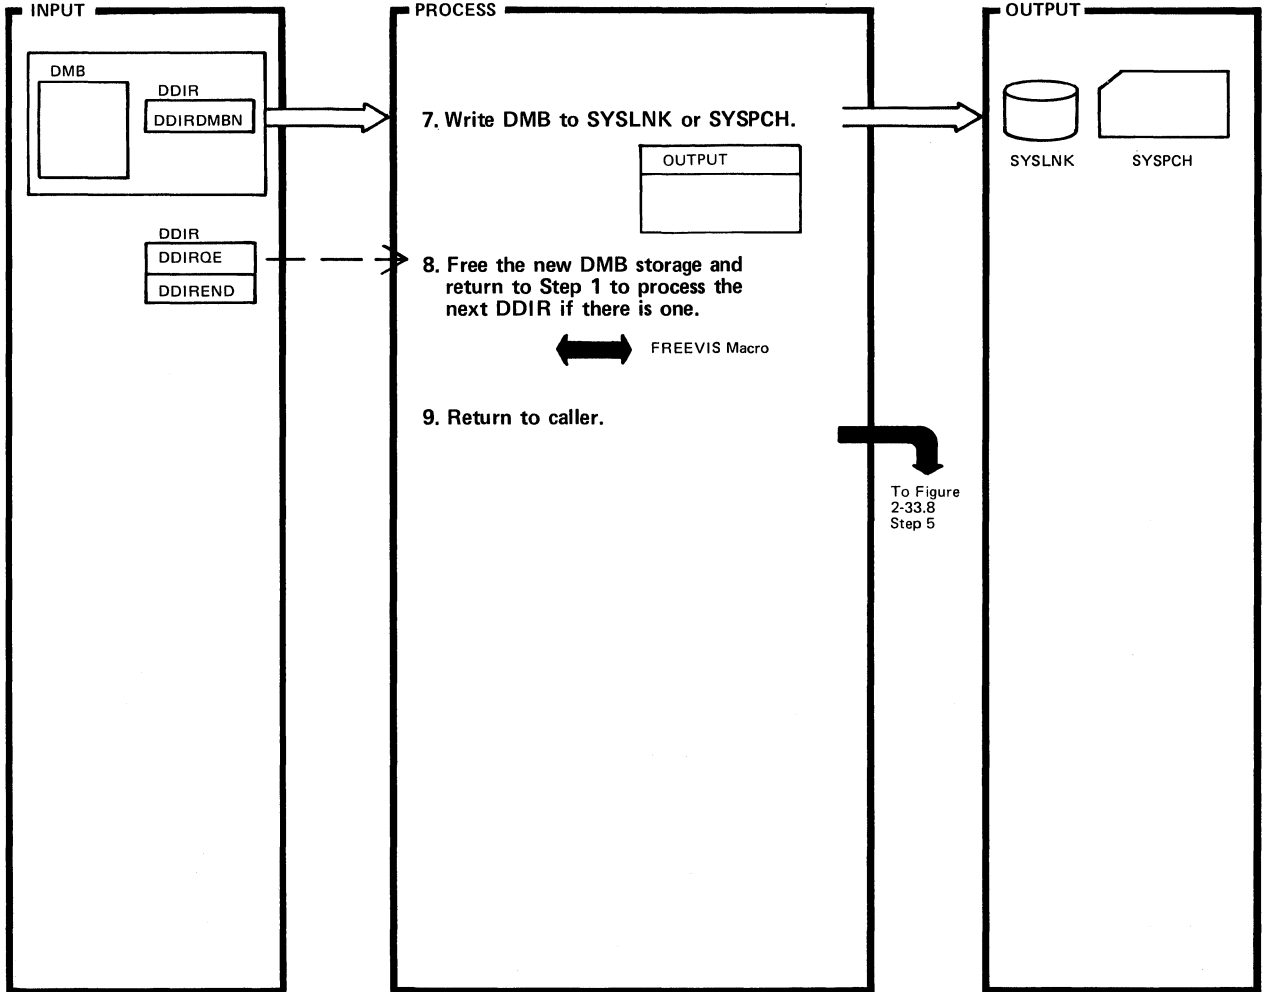 INPUT
PROCESS
OUTPUT
DMB
DDIR
DDIRDMBN
7. Write DMB to SYSLNK or SYSPCH.
OUTPUT
SYSLNK
SYSPCH
DDIR
DDIRQE
DDIREND
8. Free the new DMB storage and
return to Step 1 to process the
next DDIR if there is one.
FREEVIS Macro
9. Return to caller.
To Figure
2-33.8
Step 5